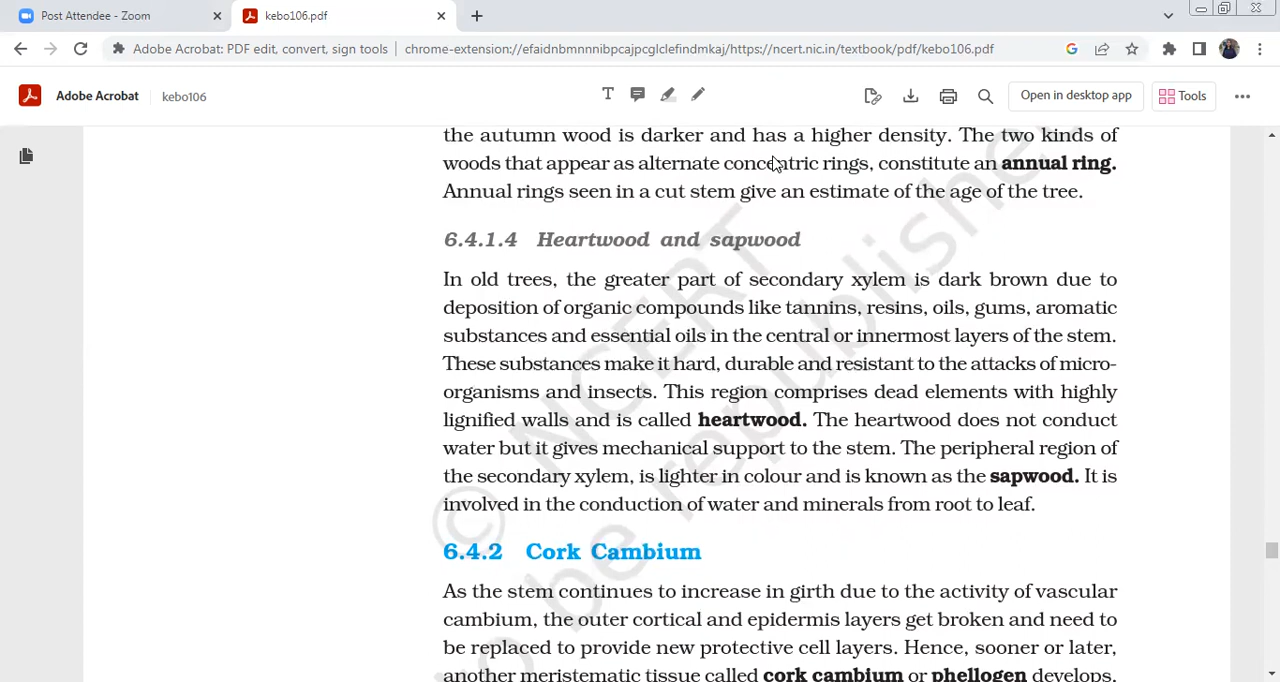 Post Attendee - Zoom
kebo106.pdf
Adobe Acrobat: PDF edit, convert, sign tools
chrome-extension://efaidnbmnnnibpcajpcglclefindmkaj/https://ncert.nic.in/textbook/pdf/kebo106.pdf
Adobe Acrobat
kebo106
Open in desktop app
Tools
the autumn wood is darker and has a higher density. The two kinds of
woods that appear as alternate concentric rings, constitute an annual ring.
Annual rings seen in a cut stem give an estimate of the age of the tree.
6.4.1.4 Heartwood and sapwood
In old trees, the greater part of secondary xylem is dark brown due to
deposition of organic compounds like tannins, resins, oils, gums, aromatic
substances and essential oils in the central or innermost layers of the stem.
These substances make it hard, durable and resistant to the attacks of micro-
organisms and insects. This region comprises dead elements with highly
lignified walls and is called heartwood. The heartwood does not conduct
water but it gives mechanical support to the stem. The peripheral region of
the secondary xylem, is lighter in colour and is known as the sapwood. It is
involved in the conduction of water and minerals from root to leaf.
6.4.2 Cork Cambium
As the stem continues to increase in girth due to the activity of vascular
cambium, the outer cortical and epidermis layers get broken and need to
be replaced to provide new protective cell layers. Hence, sooner or later,
another meristematic tissue called cork cambium or phellogen develops,
© NCERT
be republishe